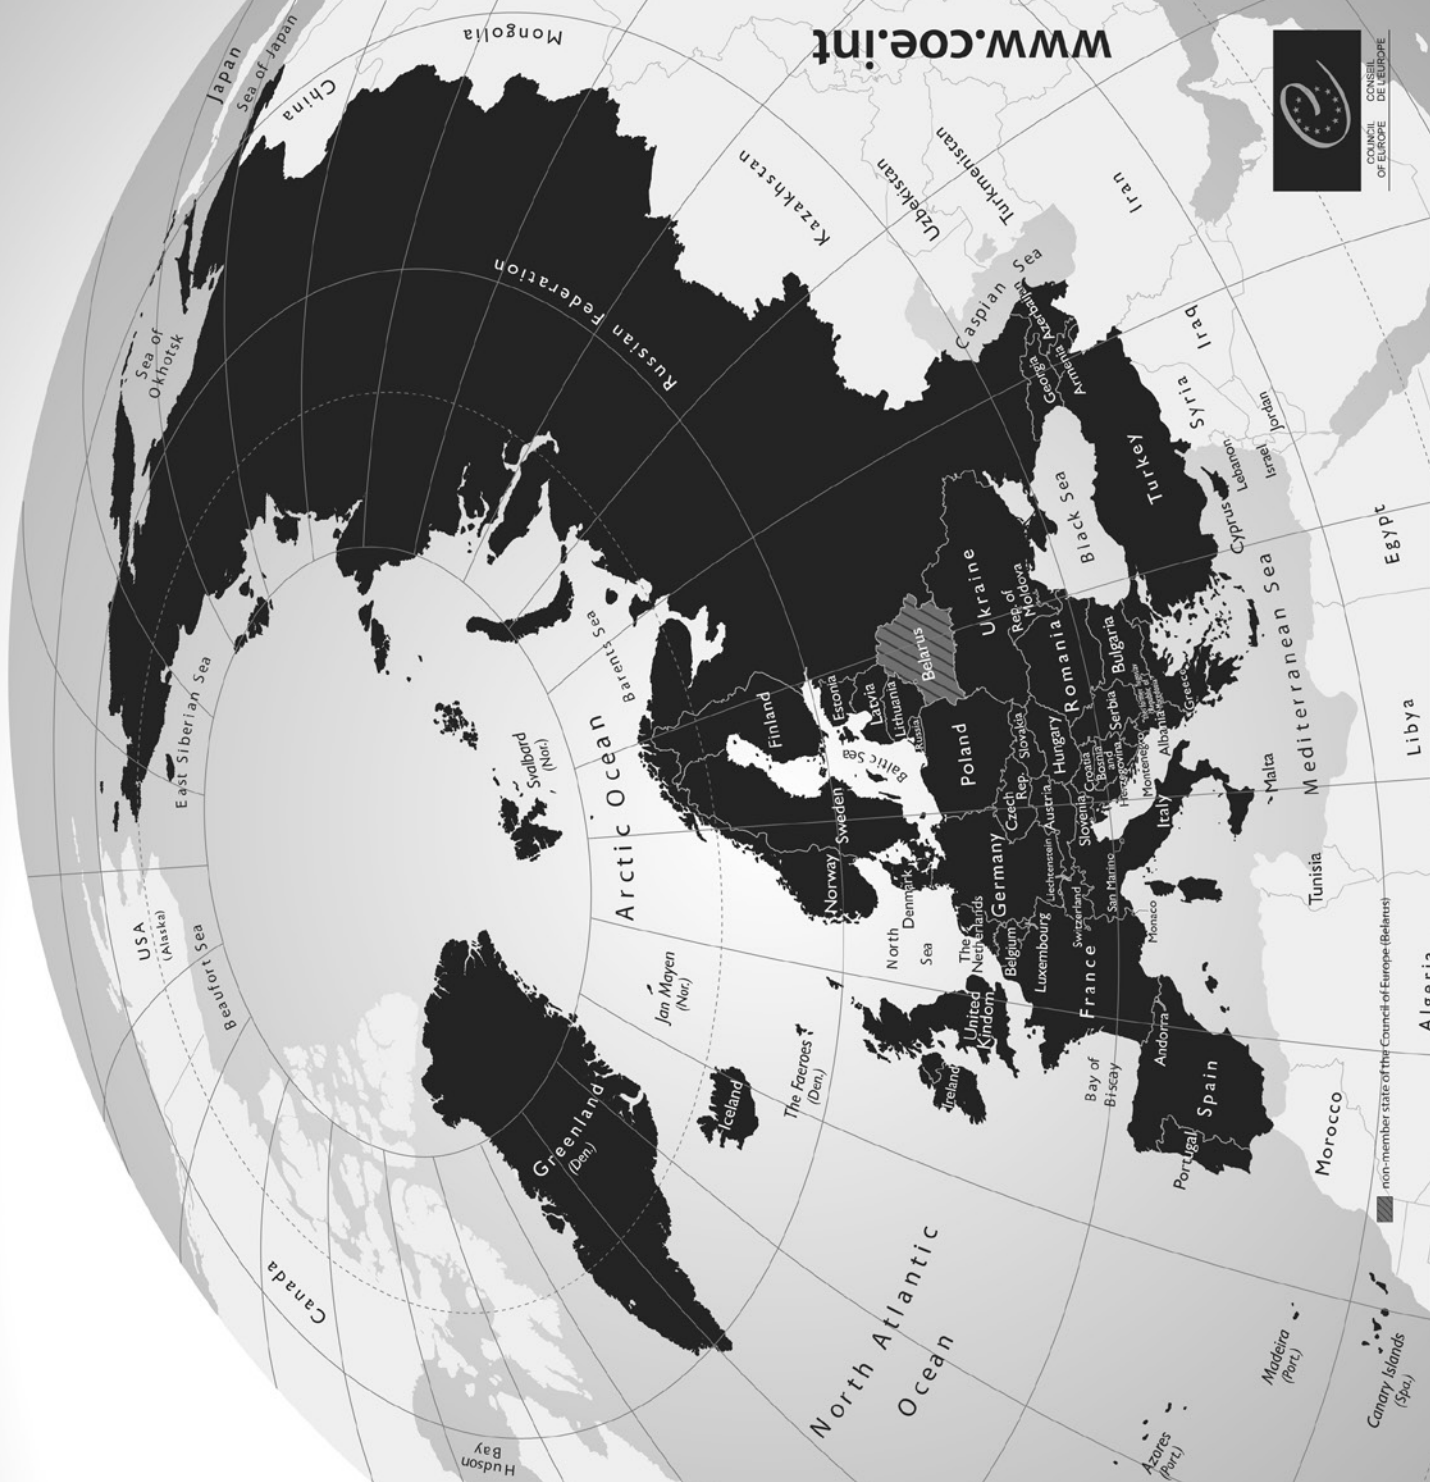 www.coe.int
COUNCIL OF EUROPE
CONSEIL DE L'EUROPE
Japan
Sea of Japan
China
Mongolia
Kazakhstan
Uzbekistan
Turkmenistan
Iran
Caspian Sea
Russian Federation
Sea of
Okhotsk
Azerbaijan
Georgia
Armenia
Iraq
Syria
Jordan
Lebanon
Israel
Cyprus
Turkey
Black Sea
Egypt
Ukraine
Rep. of
Moldova
Romania
Bulgaria
Belarus
Barents Sea
East Siberian Sea
Finland
Estonia
Latvia
Lithuania
(Russia)
Baltic Sea
Poland
Slovakia
Hungary
Serbia
Croatia
Bosnia
and
Herzegovina
Montenegro
Albania
Greece
Mediterranean Sea
Libya
Malta
Italy
Slovenia
Austria
Czech
Rep.
Sweden
Norway
Denmark
Germany
Liechtenstein
Switzerland
San Marino
Monaco
Tunisia
Svalbard
(Nor.)
Arctic Ocean
USA
(Alaska)
Beaufort Sea
North
Sea
The
Netherlands
Belgium
Luxembourg
France
Jan Mayen
(Nor.)
United
Kindom
Ireland
Bay of
Biscay
Andorra
Spain
Portugal
Algeria
Morocco
The Faeroes
(Den.)
Iceland
Greenland
(Den.)
Canada
Hudson
Bay
North Atlantic
Ocean
Azores
(Port.)
Madeira
(Port.)
Canary Islands
(Spa.)
non-member state of the Council of Europe (Belarus)